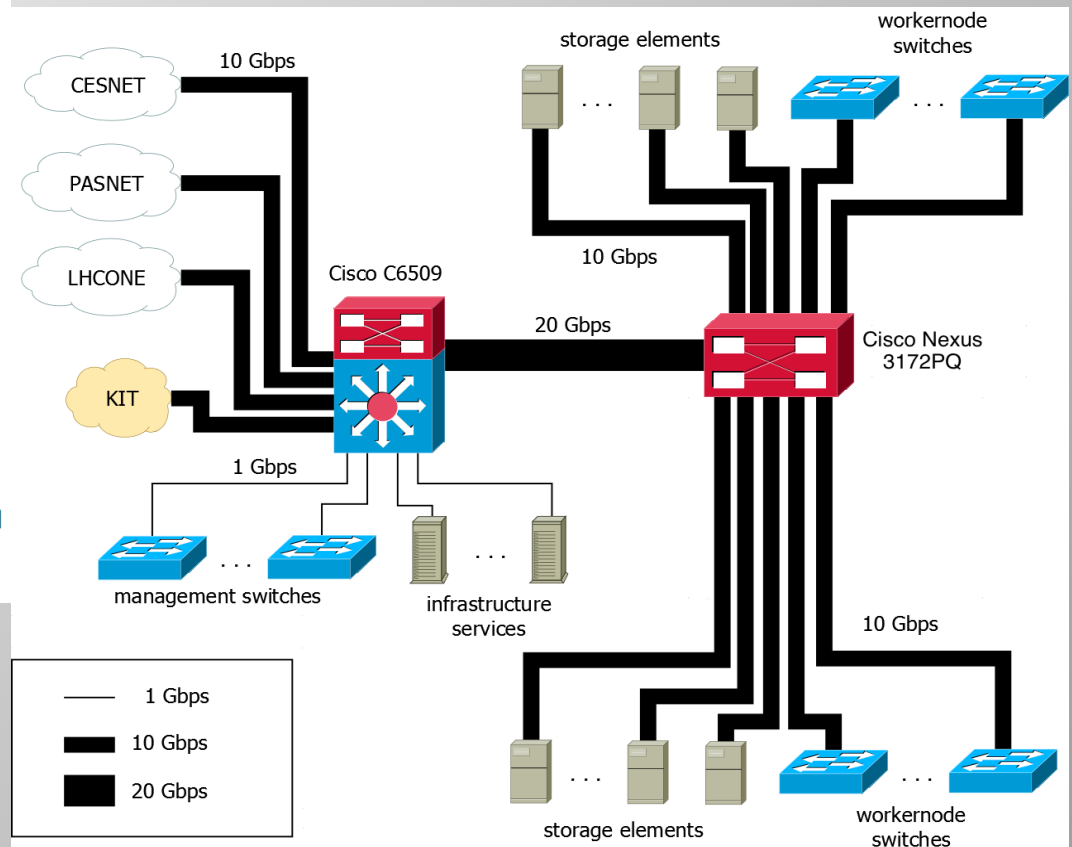 storage elements
workernode
switches
CESNET
10 Gbps
. . .
. . .
PASNET
LHCONE
10 Gbps
Cisco C6509
20 Gbps
Cisco Nexus
3172PQ
KIT
1 Gbps
. . .
. . .
management switches
infrastructure
services
10 Gbps
1 Gbps
10 Gbps
20 Gbps
. . .
. . .
storage elements
workernode
switches